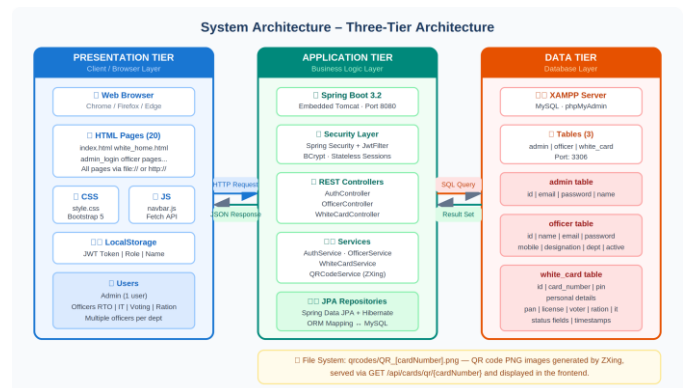 System Architecture – Three-Tier Architecture
PRESENTATION TIER
Client / Browser Layer
Web Browser
Chrome / Firefox / Edge
HTML Pages (20)
index.html white_home.html
admin_login officer pages...
All pages via file:// or http://
CSS
style.css
Bootstrap 5
JS
navbar.js
Fetch API
LocalStorage
JWT Token | Role | Name
Users
Admin (1 user)
Officers RTO | IT | Voting | Ration
Multiple officers per dept
HTTP Request
JSON Response
APPLICATION TIER
Business Logic Layer
Spring Boot 3.2
Embedded Tomcat · Port 8080
Security Layer
Spring Security + JwtFilter
BCrypt · Stateless Sessions
REST Controllers
AuthController
OfficerController
WhiteCardController
Services
AuthService · OfficerService
WhiteCardService
QRCodeService (ZXing)
JPA Repositories
Spring Data JPA + Hibernate
ORM Mapping ↔ MySQL
SQL Query
Result Set
DATA TIER
Database Layer
XAMPP Server
MySQL · phpMyAdmin
Tables (3)
admin | officer | white_card
Port: 3306
admin table
id | email | password | name
officer table
id | name | email | password
mobile | designation | dept | active
white_card table
id | card_number | pin
personal details
pan | license | voter | ration | it
status fields | timestamps
File System: qrcodes/QR_{cardNumber}.png — QR code PNG images generated by ZXing,
served via GET /api/cards/qr/{cardNumber} and displayed in the frontend.